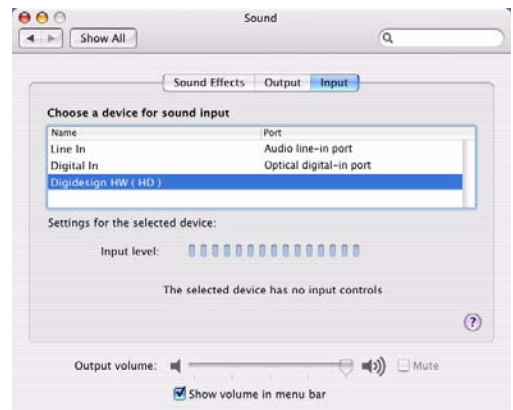 Sound
Show All
Sound Effects Output Input
Choose a device for sound input
Name Port
Line In Audio line-in port
Digital In Optical digital-in port
Digidesign HW ( HD )
Settings for the selected device:
Input level:
The selected device has no input controls
?
Output volume: Mute
Show volume in menu bar